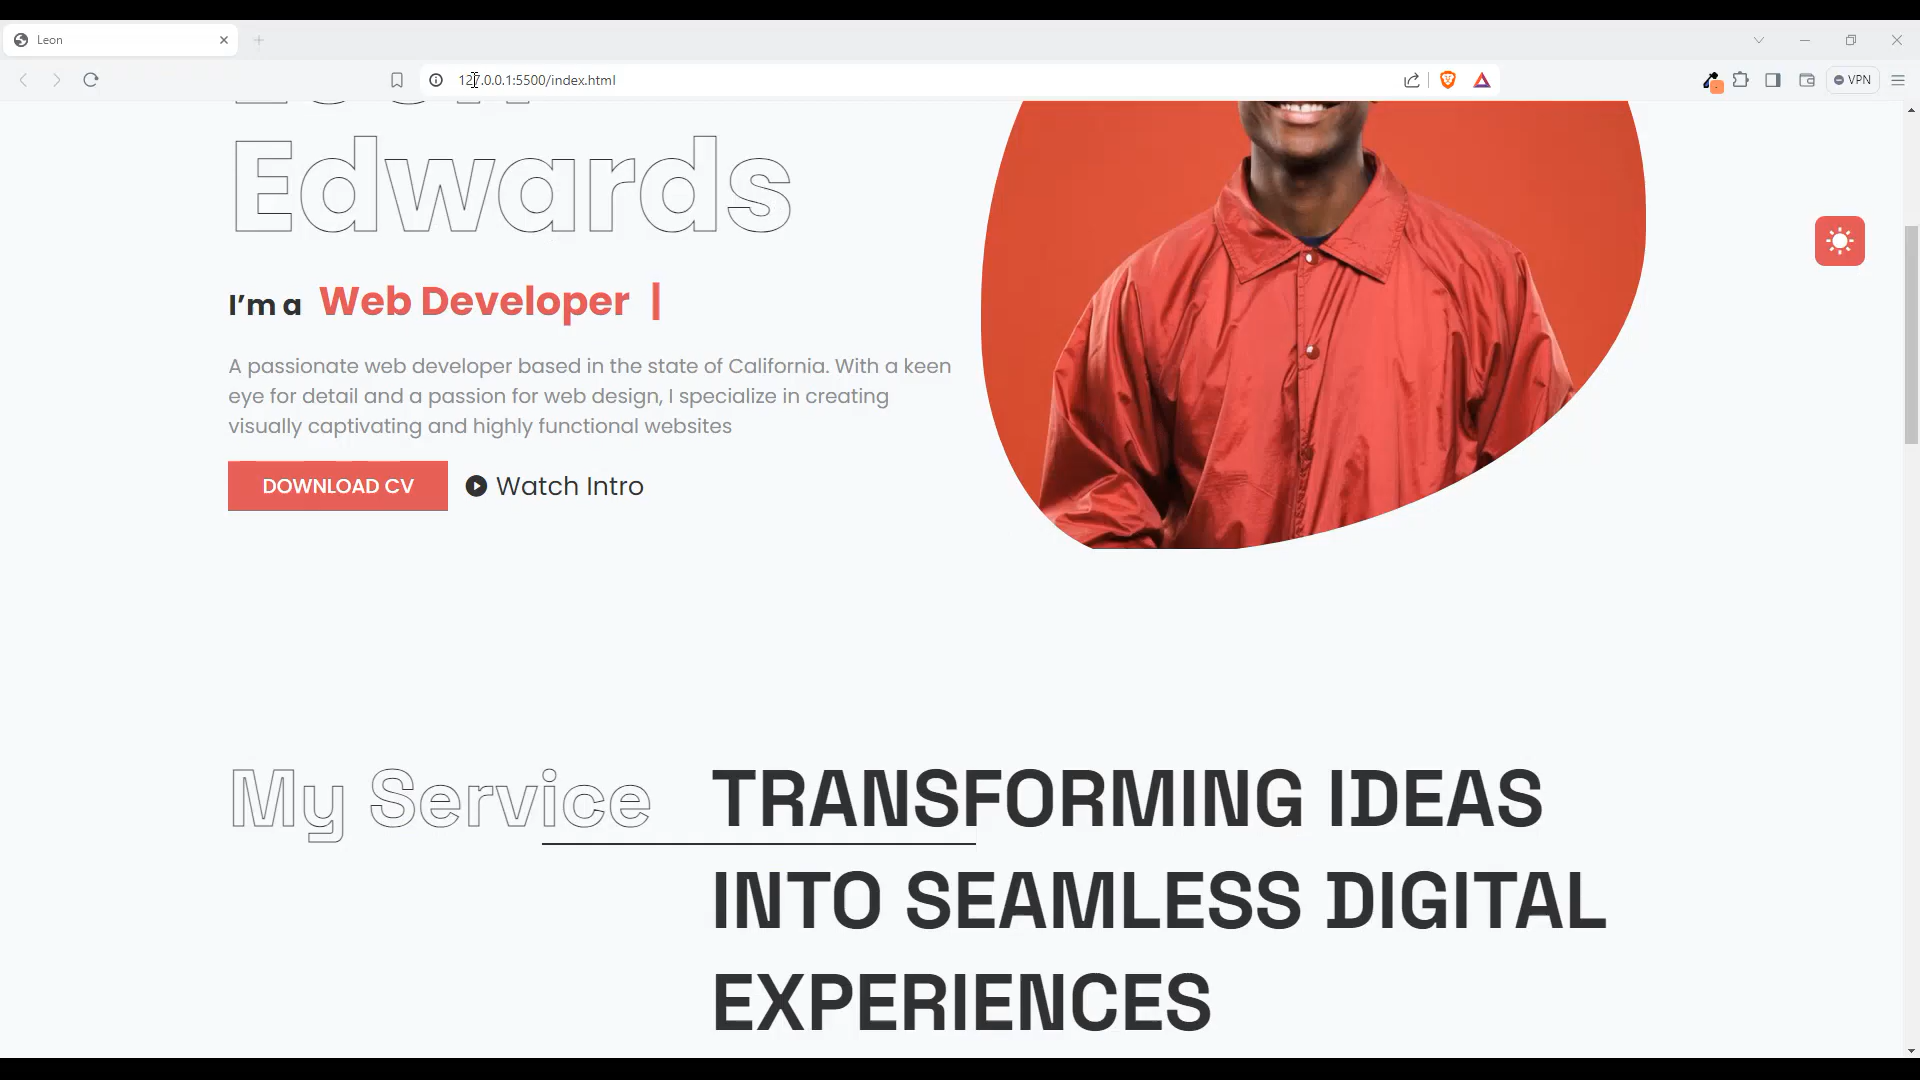 Leon
127.0.0.1:5500/index.html
VPN
Edwards
I'm a Web Developer |
A passionate web developer based in the state of California. With a keen
eye for detail and a passion for web design, I specialize in creating
visually captivating and highly functional websites
DOWNLOAD CV
Watch Intro
My Service
TRANSFORMING IDEAS
INTO SEAMLESS DIGITAL
EXPERIENCES